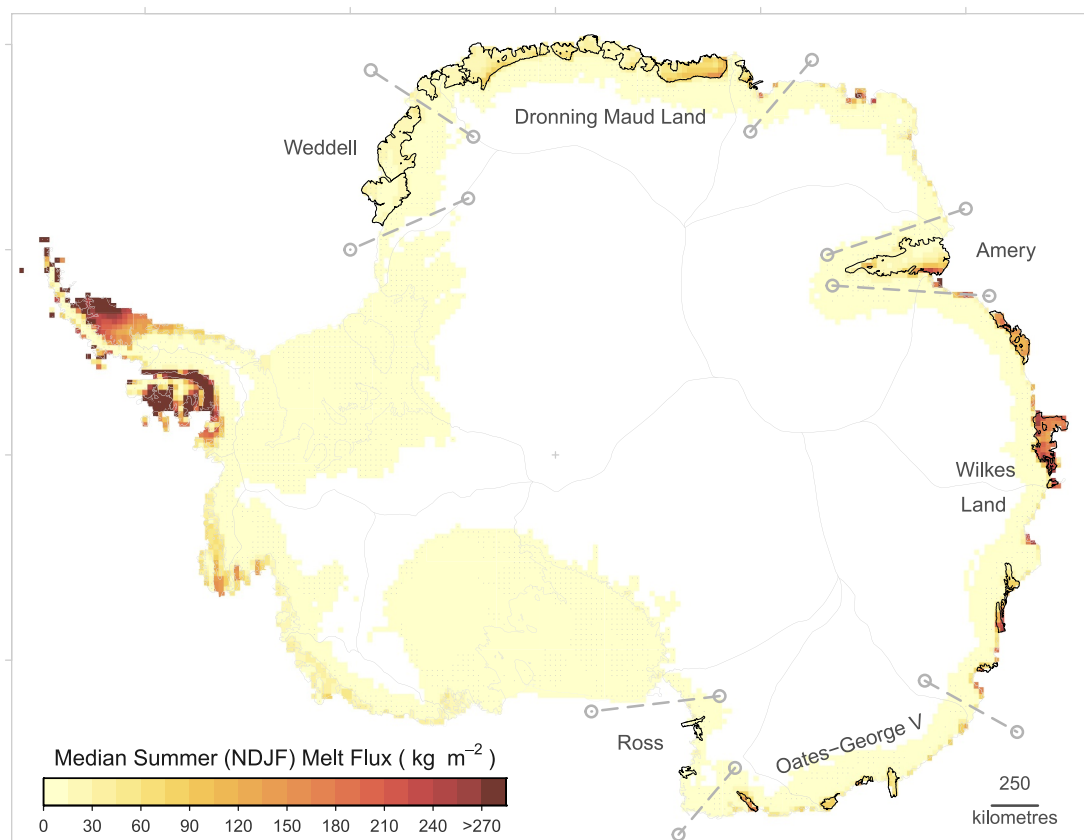 Dronning Maud Land
Weddell
Amery
Wilkes
Land
Ross
Oates−George V
250
kilometres
Median Summer (NDJF) Melt Flux ( kg m−2 )
0 30 60 90 120 150 180 210 240 >270